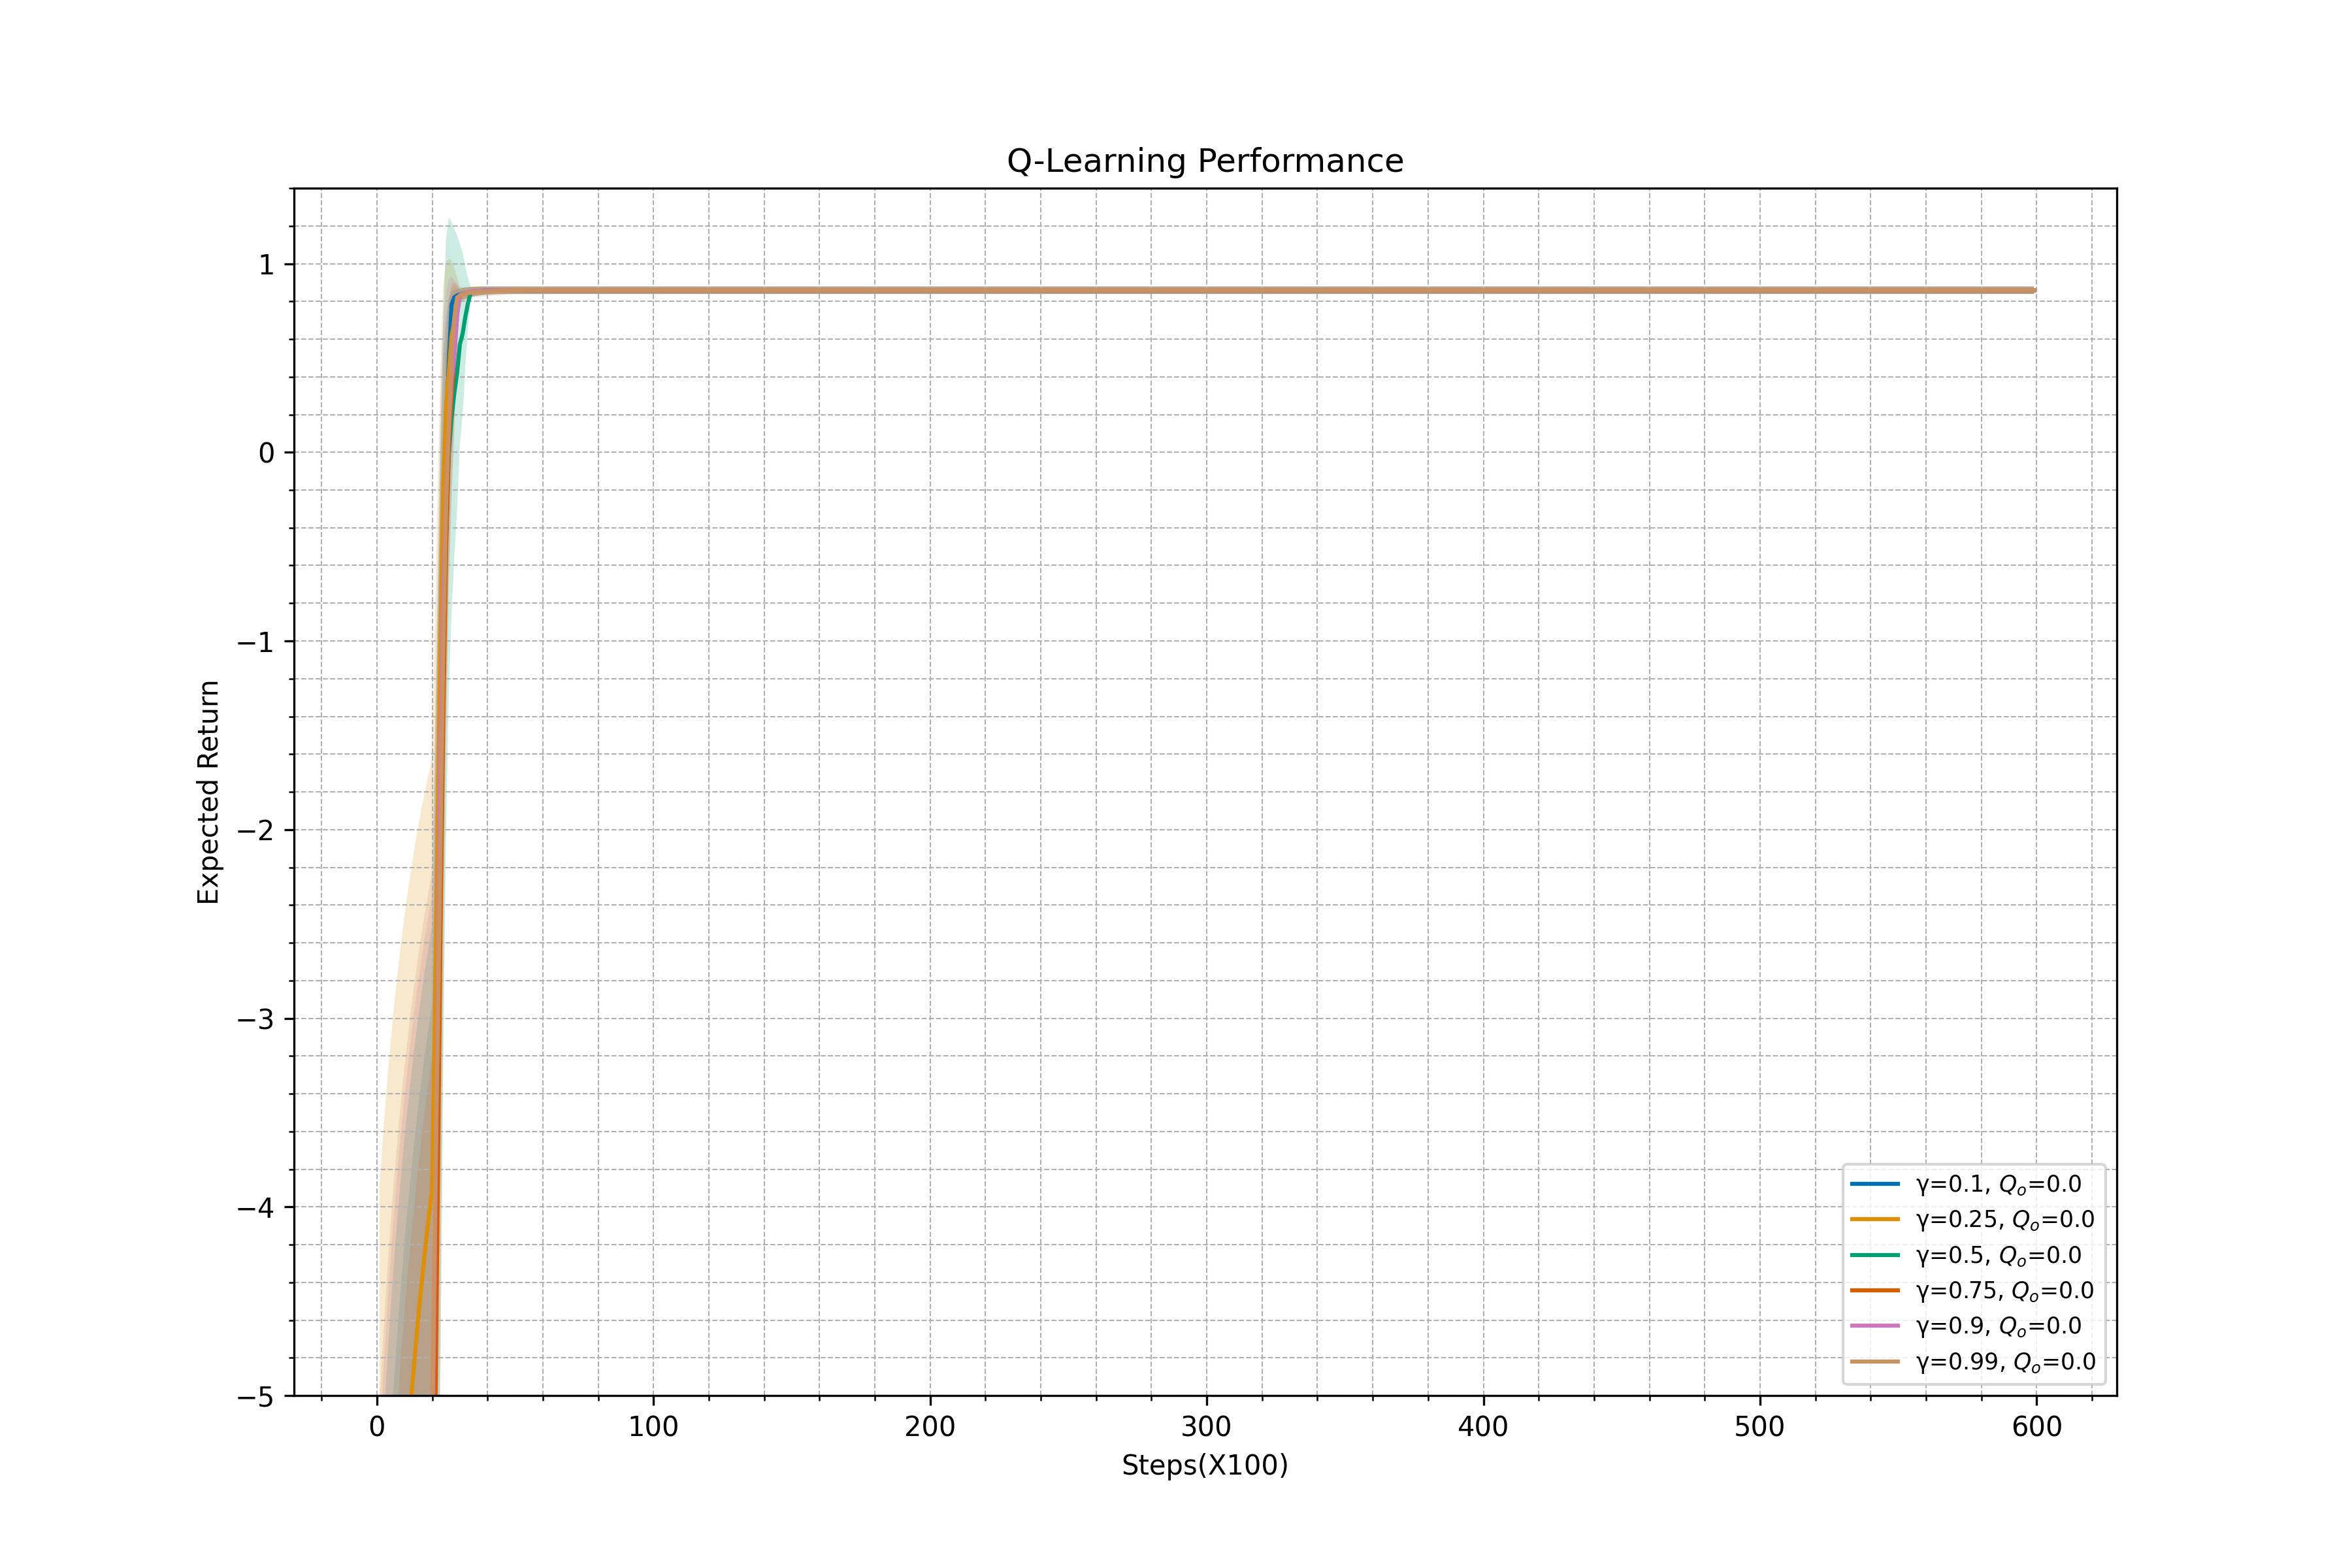 Q-Learning Performance
Expected Return
1
0
−1
−2
−3
−4
−5
0 100 200 300 400 500 600
Steps(X100)
γ=0.1, Qo=0.0
γ=0.25, Qo=0.0
γ=0.5, Qo=0.0
γ=0.75, Qo=0.0
γ=0.9, Qo=0.0
γ=0.99, Qo=0.0